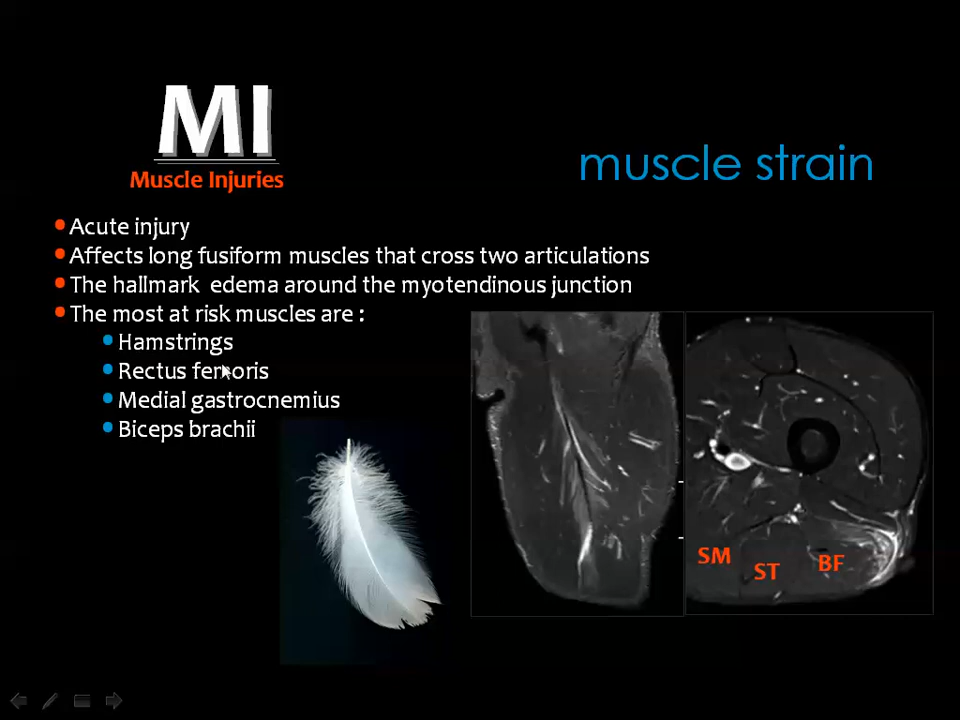 MI
Muscle Injuries
muscle strain
Acute injury
Affects long fusiform muscles that cross two articulations
The hallmark edema around the myotendinous junction
The most at risk muscles are :
Hamstrings
Rectus femoris
Medial gastrocnemius
Biceps brachii
SM
ST
BF